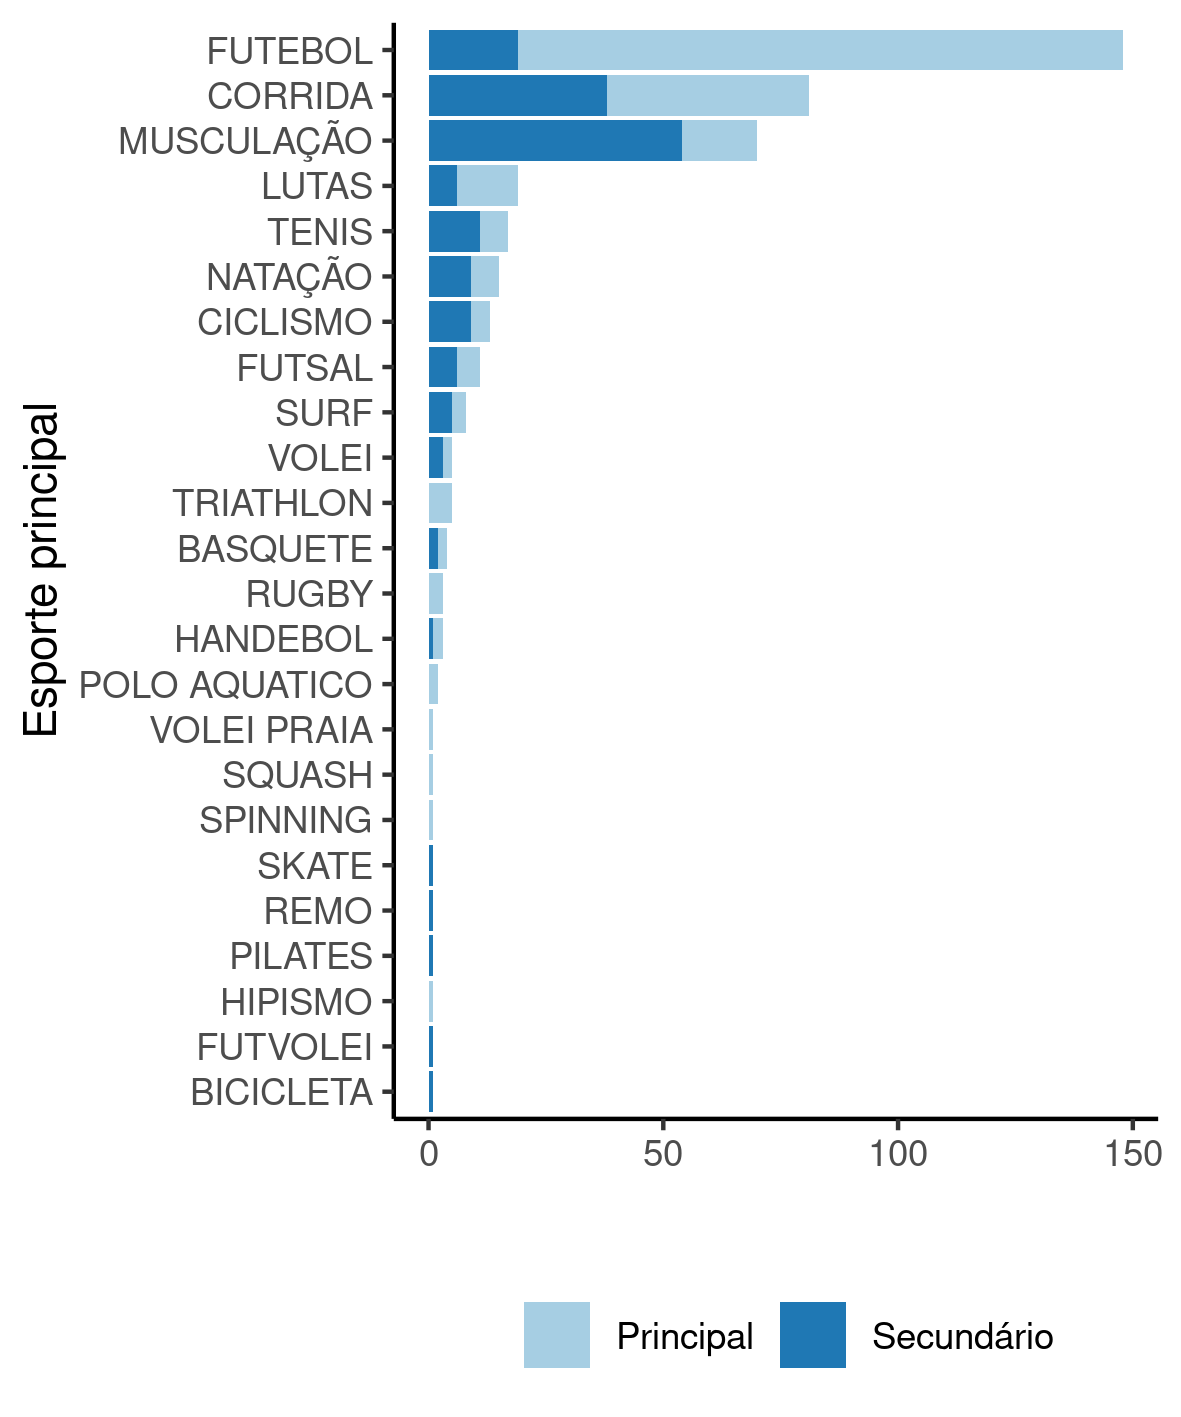 FUTEBOL
CORRIDA
MUSCULAÇÃO
LUTAS
TENIS
NATAÇÃO
CICLISMO
FUTSAL
SURF
VOLEI
TRIATHLON
BASQUETE
RUGBY
HANDEBOL
POLO AQUATICO
VOLEI PRAIA
SQUASH
SPINNING
SKATE
REMO
PILATES
HIPISMO
FUTVOLEI
BICICLETA
Esporte principal
0 50 100 150
Principal Secundário